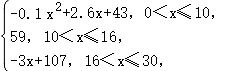 -0.1x²+2.6x+43, 0<x≤10,
59, 10<x≤16,
-3x+107, 16<x≤30,